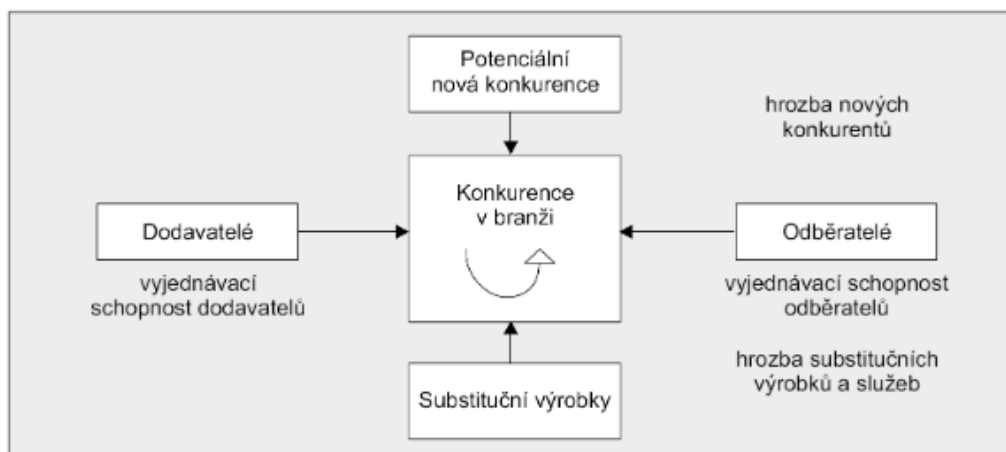 Potenciální
nová konkurence
hrozba nových
konkurentů
Konkurence
v branži
Dodavatelé
Odběratelé
vyjednávací
schopnost dodavatelů
vyjednávací schopnost
odběratelů
hrozba substitučních
výrobků a služeb
Substituční výrobky